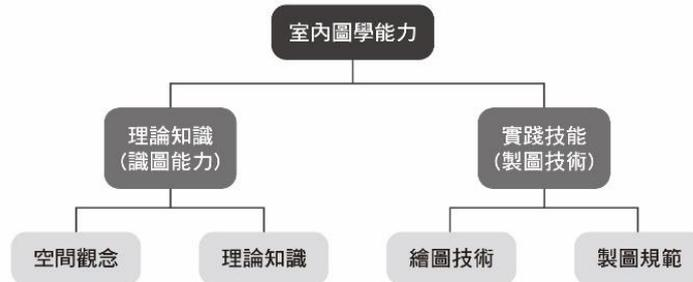 室內圖學能力
理論知識
(識圖能力)
實踐技能
(製圖技術)
空間觀念
理論知識
繪圖技術
製圖規範